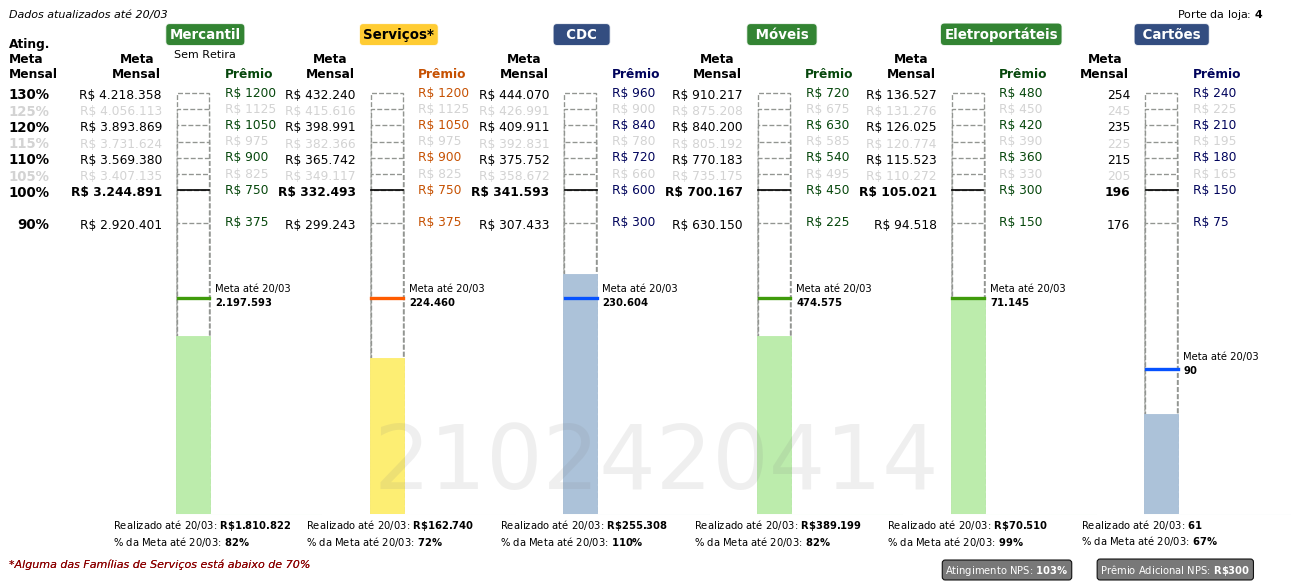 Dados atualizados até 20/03
Porte da loja: 4
Mercantil Serviços* CDC Móveis Eletroportáteis Cartões
Sem Retira
Ating. Meta Mensal
Meta Mensal Prêmio Meta Mensal Prêmio Meta Mensal Prêmio Meta Mensal Prêmio Meta Mensal Prêmio Meta Mensal Prêmio
130% R$ 4.218.358 R$ 1200 R$ 432.240 R$ 1200 R$ 444.070 R$ 960 R$ 910.217 R$ 720 R$ 136.527 R$ 480 254 R$ 240
125% R$ 4.056.113 R$ 1125 R$ 415.616 R$ 1125 R$ 426.991 R$ 900 R$ 875.208 R$ 675 R$ 131.276 R$ 450 245 R$ 225
120% R$ 3.893.869 R$ 1050 R$ 398.991 R$ 1050 R$ 409.911 R$ 840 R$ 840.200 R$ 630 R$ 126.025 R$ 420 235 R$ 210
115% R$ 3.731.624 R$ 975 R$ 382.366 R$ 975 R$ 392.831 R$ 780 R$ 805.192 R$ 585 R$ 120.774 R$ 390 225 R$ 195
110% R$ 3.569.380 R$ 900 R$ 365.742 R$ 900 R$ 375.752 R$ 720 R$ 770.183 R$ 540 R$ 115.523 R$ 360 215 R$ 180
105% R$ 3.407.135 R$ 825 R$ 349.117 R$ 825 R$ 358.672 R$ 660 R$ 735.175 R$ 495 R$ 110.272 R$ 330 205 R$ 165
100% R$ 3.244.891 R$ 750 R$ 332.493 R$ 750 R$ 341.593 R$ 600 R$ 700.167 R$ 450 R$ 105.021 R$ 300 196 R$ 150
90% R$ 2.920.401 R$ 375 R$ 299.243 R$ 375 R$ 307.433 R$ 300 R$ 630.150 R$ 225 R$ 94.518 R$ 150 176 R$ 75
Meta até 20/03 Meta até 20/03 Meta até 20/03 Meta até 20/03 Meta até 20/03
2.197.593 224.460 230.604 474.575 71.145
Meta até 20/03
90
2102420414
Realizado até 20/03: R$1.810.822 Realizado até 20/03: R$162.740 Realizado até 20/03: R$255.308 Realizado até 20/03: R$389.199 Realizado até 20/03: R$70.510 Realizado até 20/03: 61
% da Meta até 20/03: 82% % da Meta até 20/03: 72% % da Meta até 20/03: 110% % da Meta até 20/03: 82% % da Meta até 20/03: 99% % da Meta até 20/03: 67%
*Alguma das Famílias de Serviços está abaixo de 70%
Atingimento NPS: 103% Prêmio Adicional NPS: R$300